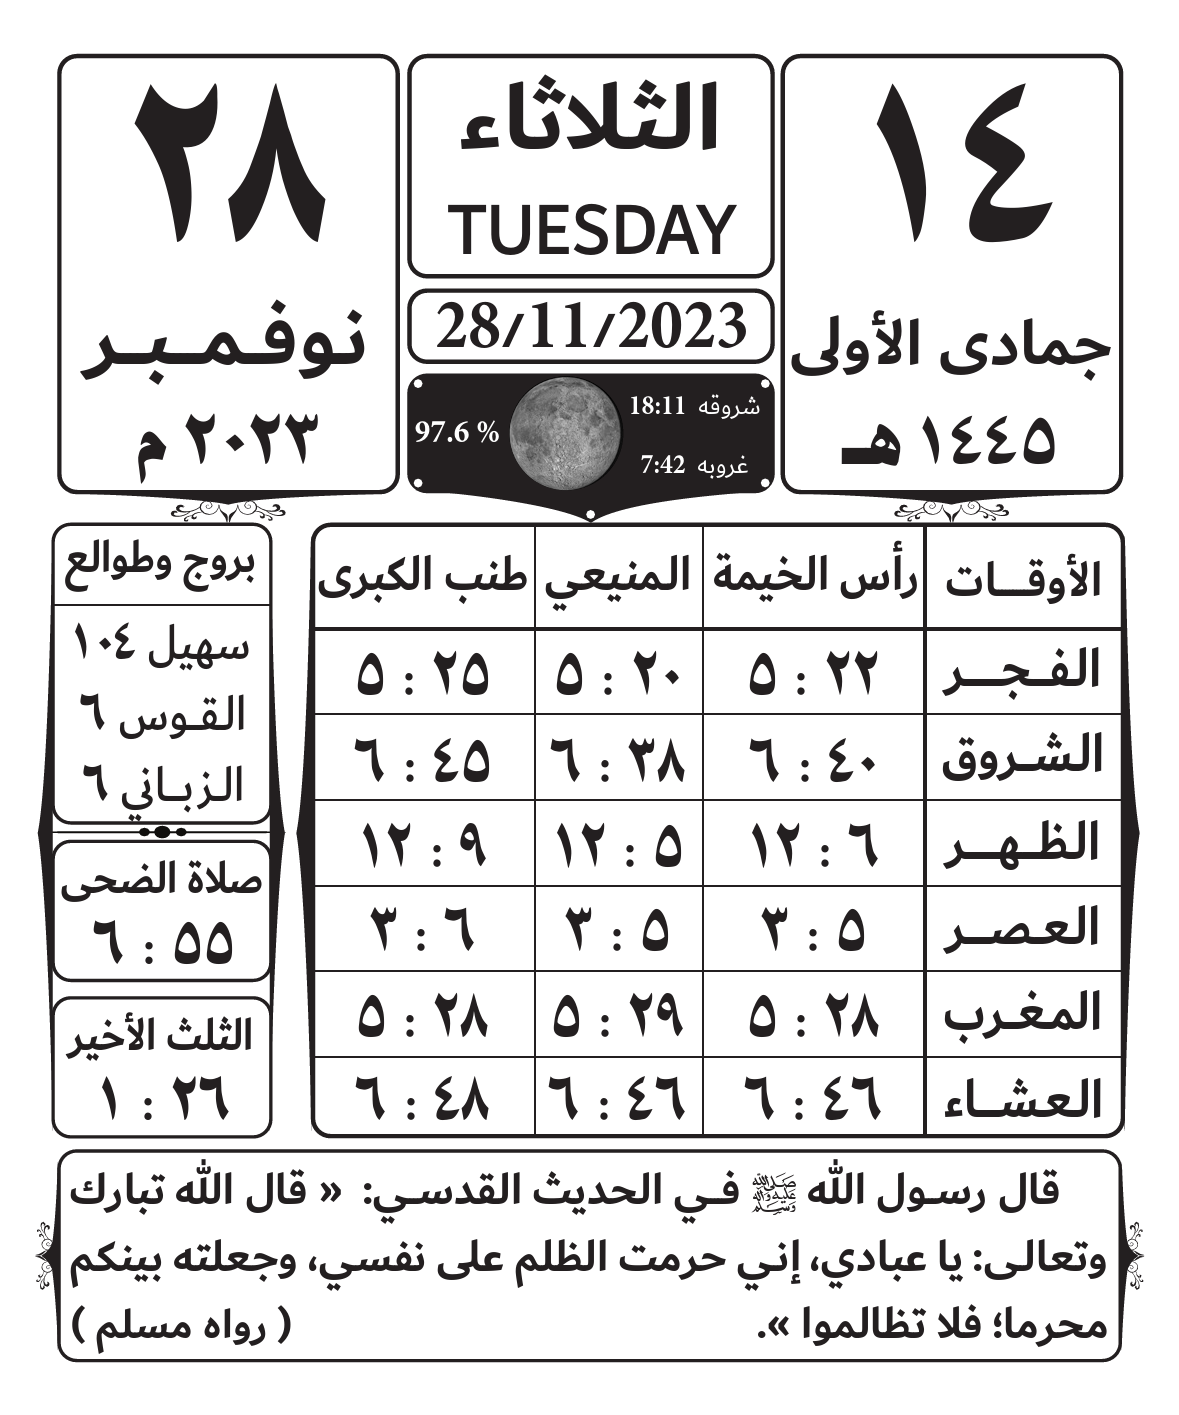 ١٤
جمادى الأولى
١٤٤٥ هـ
الثلاثاء
TUESDAY
28/11/2023
شروقه 18:11
غروبه 7:42
97.6 %
٢٨
نوفمبر
٢٠٢٣ م
الأوقات رأس الخيمة المنيعي طنب الكبرى
الفجر ٢٢ : ٥ ٢٠ : ٥ ٢٥ : ٥
الشروق ٤٠ : ٦ ٣٨ : ٦ ٤٥ : ٦
الظهر ٦ : ١٢ ٥ : ١٢ ٩ : ١٢
العصر ٥ : ٣ ٥ : ٣ ٦ : ٣
المغرب ٢٨ : ٥ ٢٩ : ٥ ٢٨ : ٥
العشاء ٤٦ : ٦ ٤٦ : ٦ ٤٨ : ٦
بروج وطوالع
سهيل ١٠٤
القوس ٦
الزباني ٦
صلاة الضحى
٥٥ : ٦
الثلث الأخير
٢٦ : ١
قال رسول الله ﷺ في الحديث القدسي: « قال الله تبارك
وتعالى: يا عبادي، إني حرمت الظلم على نفسي، وجعلته بينكم
محرما؛ فلا تظالموا ». ( رواه مسلم )